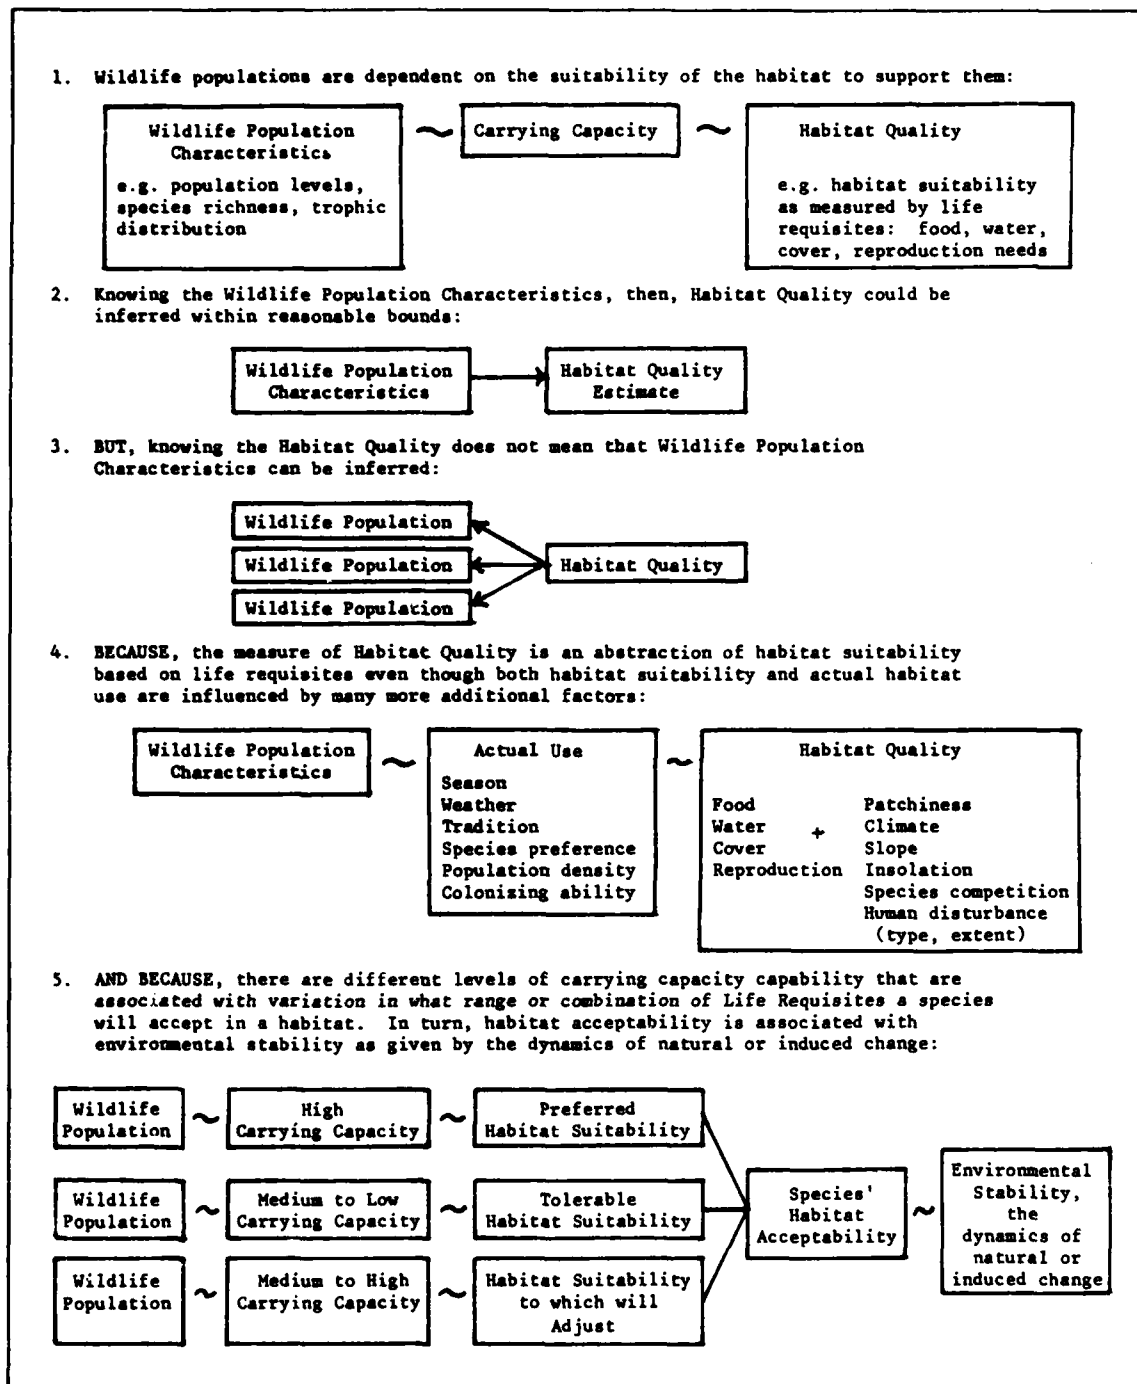 1. Wildlife populations are dependent on the suitability of the habitat to support them:
Wildlife Population
Characteristics
e.g. population levels,
species richness, trophic
distribution
~
Carrying Capacity
~
Habitat Quality
e.g. habitat suitability
as measured by life
requisites: food, water,
cover, reproduction needs
2. Knowing the Wildlife Population Characteristics, then, Habitat Quality could be
inferred within reasonable bounds:
Wildlife Population
Characteristics
Habitat Quality
Estimate
3. BUT, knowing the Habitat Quality does not mean that Wildlife Population
Characteristics can be inferred:
Wildlife Population
Wildlife Population
Wildlife Population
Habitat Quality
4. BECAUSE, the measure of Habitat Quality is an abstraction of habitat suitability
based on life requisites even though both habitat suitability and actual habitat
use are influenced by many more additional factors:
Wildlife Population
Characteristics
~
Actual Use
Season
Weather
Tradition
Species preference
Population density
Colonizing ability
~
Habitat Quality
Food
Water
Cover
Reproduction
+
Patchiness
Climate
Slope
Insolation
Species competition
Human disturbance
(type, extent)
5. AND BECAUSE, there are different levels of carrying capacity capability that are
associated with variation in what range or combination of Life Requisites a species
will accept in a habitat. In turn, habitat acceptability is associated with
environmental stability as given by the dynamics of natural or induced change:
Wildlife
Population
~
High
Carrying Capacity
~
Preferred
Habitat Suitability
Wildlife
Population
~
Medium to Low
Carrying Capacity
~
Tolerable
Habitat Suitability
Wildlife
Population
~
Medium to High
Carrying Capacity
~
Habitat Suitability
to which will
Adjust
Species'
Habitat
Acceptability
~
Environmental
Stability,
the
dynamics of
natural or
induced change